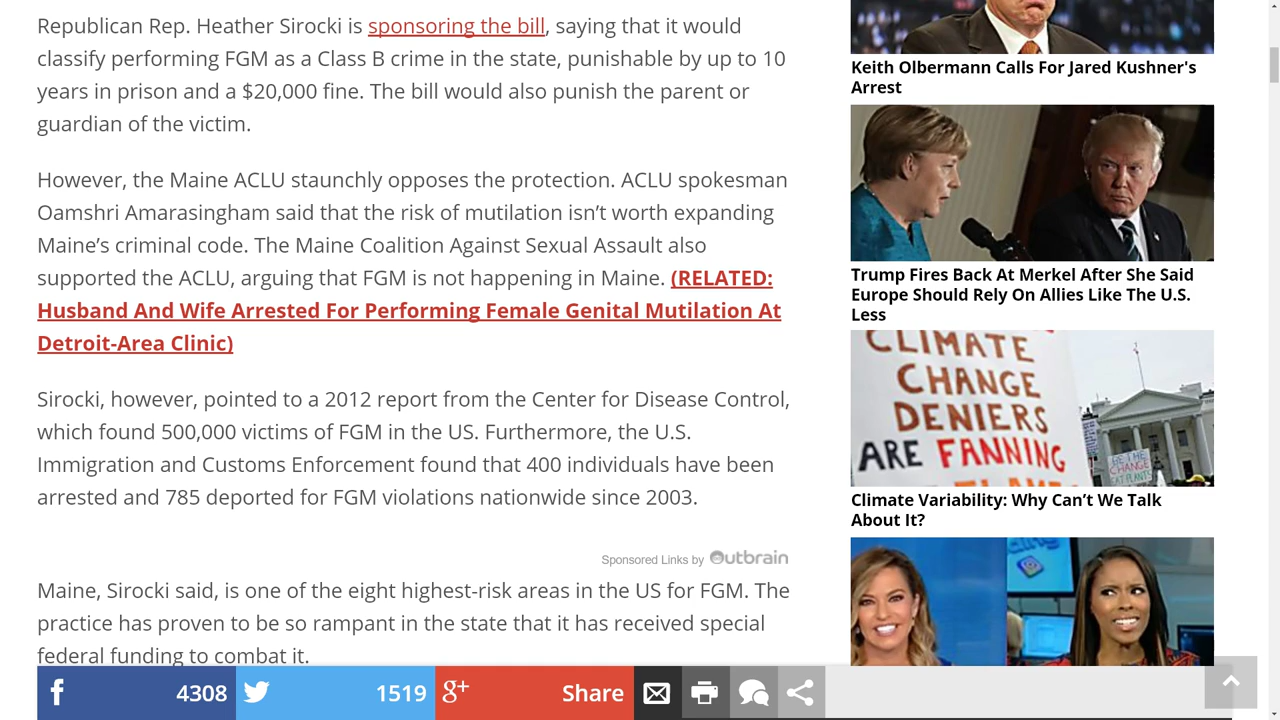 Republican Rep. Heather Sirocki is sponsoring the bill, saying that it would
classify performing FGM as a Class B crime in the state, punishable by up to 10
years in prison and a $20,000 fine. The bill would also punish the parent or
guardian of the victim.
However, the Maine ACLU staunchly opposes the protection. ACLU spokesman
Oamshri Amarasingham said that the risk of mutilation isn’t worth expanding
Maine’s criminal code. The Maine Coalition Against Sexual Assault also
supported the ACLU, arguing that FGM is not happening in Maine. (RELATED:
Husband And Wife Arrested For Performing Female Genital Mutilation At
Detroit-Area Clinic)
Sirocki, however, pointed to a 2012 report from the Center for Disease Control,
which found 500,000 victims of FGM in the US. Furthermore, the U.S.
Immigration and Customs Enforcement found that 400 individuals have been
arrested and 785 deported for FGM violations nationwide since 2003.
Sponsored Links by Outbrain
Maine, Sirocki said, is one of the eight highest-risk areas in the US for FGM. The
practice has proven to be so rampant in the state that it has received special
federal funding to combat it.
4308
1519
Share
Keith Olbermann Calls For Jared Kushner's
Arrest
Trump Fires Back At Merkel After She Said
Europe Should Rely On Allies Like The U.S.
Less
CLIMATE
CHANGE
DENIERS
ARE FANNING
Climate Variability: Why Can’t We Talk
About It?